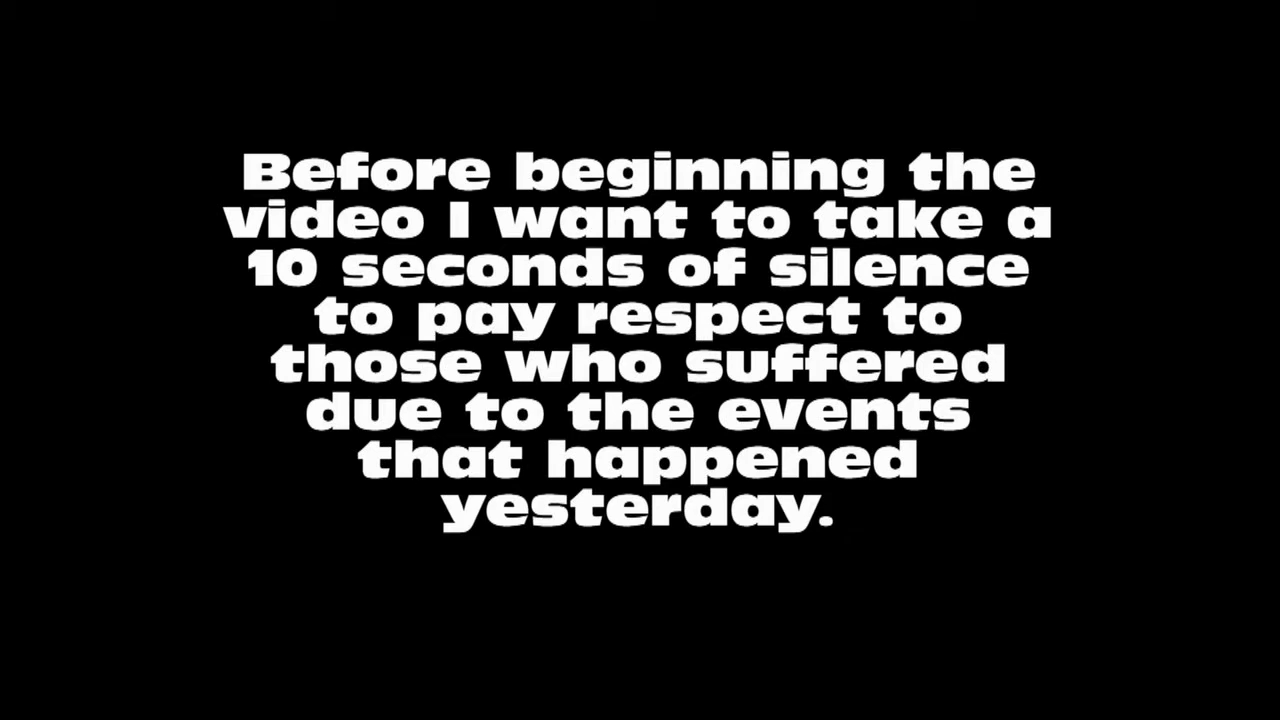 Before beginning the
video I want to take a
10 seconds of silence
to pay respect to
those who suffered
due to the events
that happened
yesterday.